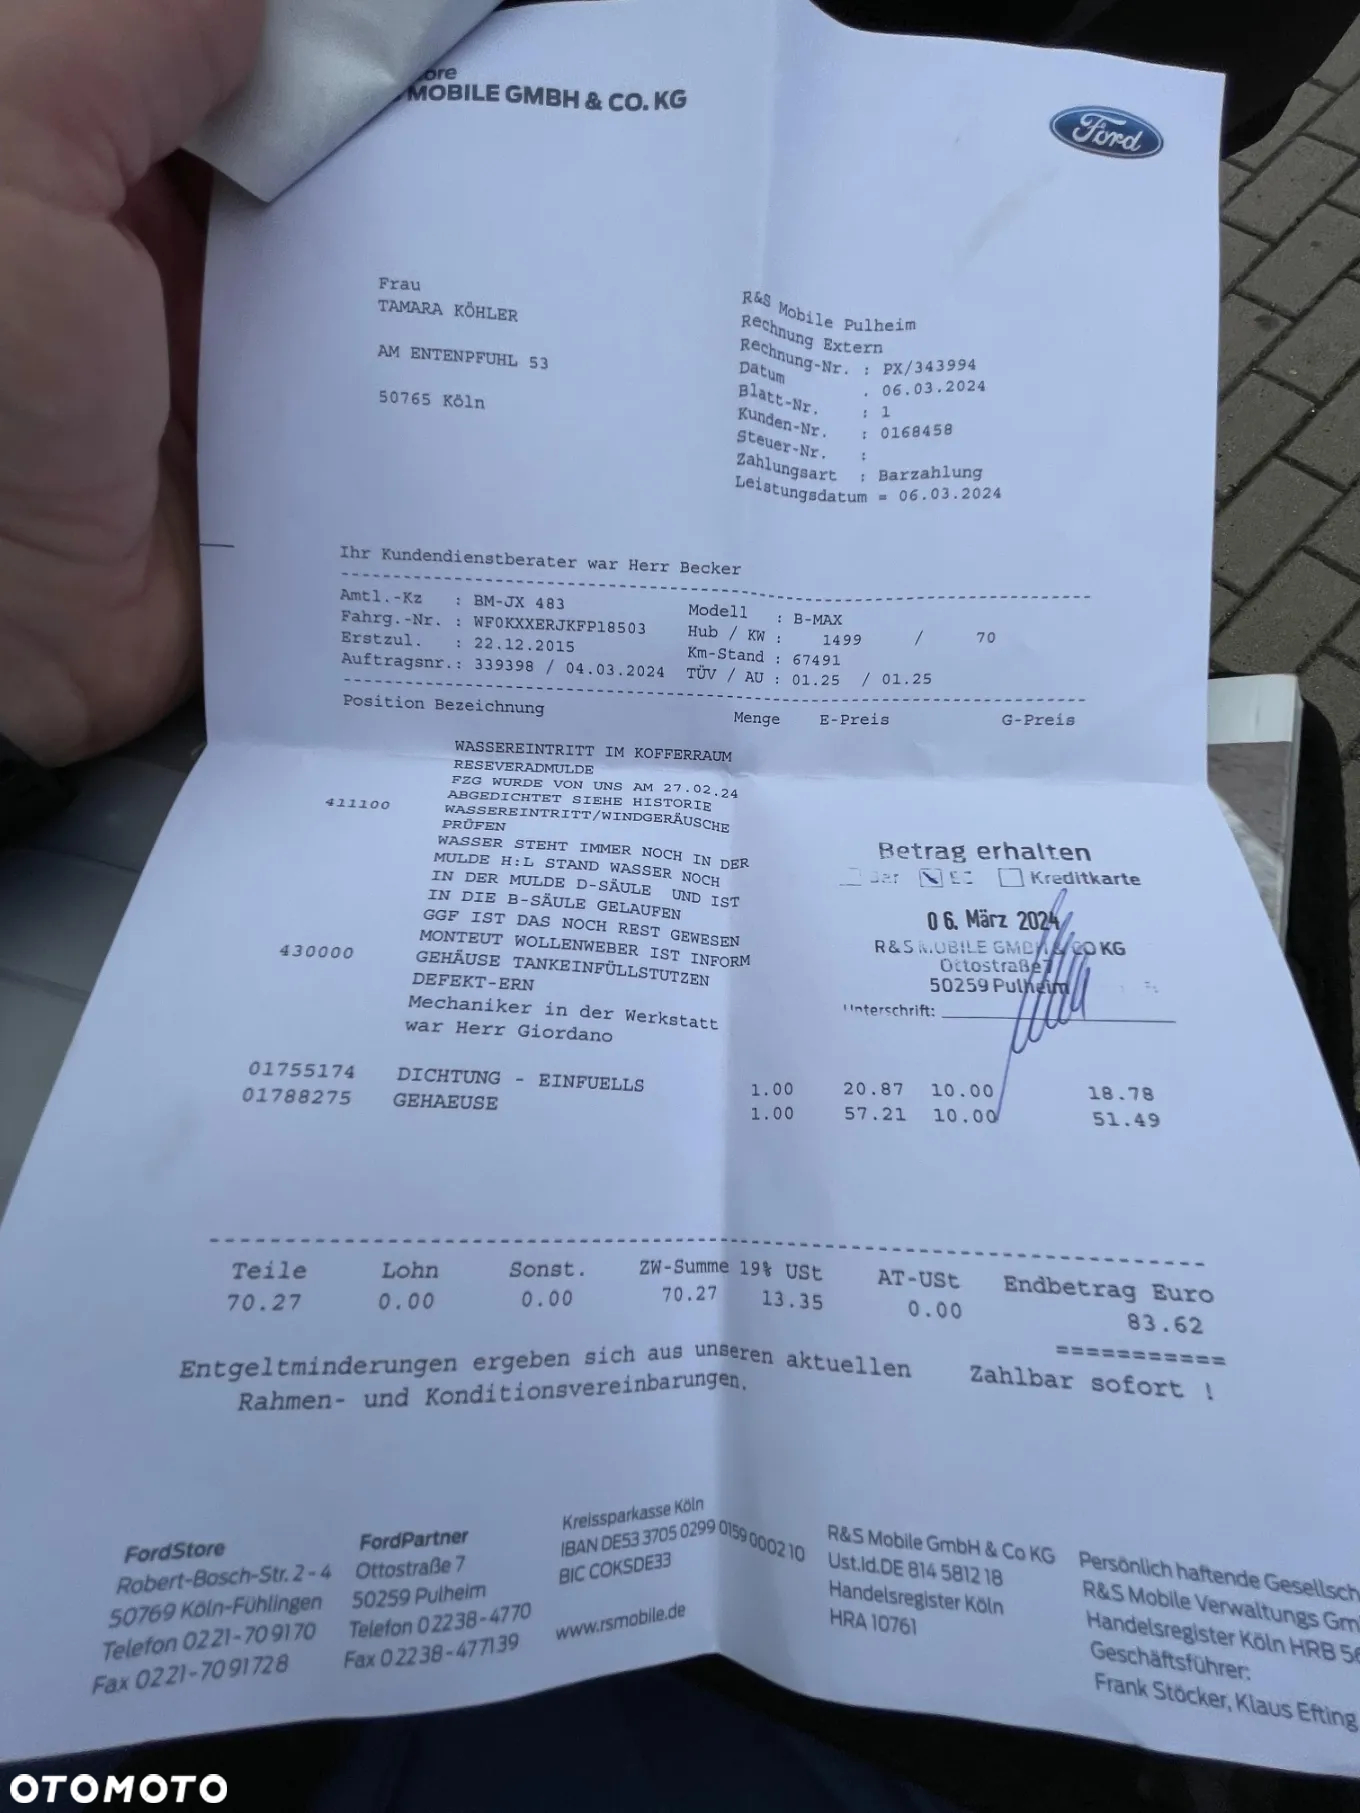 ore
MOBILE GMBH & CO. KG
Ford
Frau
TAMARA KÖHLER
AM ENTENPFUHL 53
50765 Köln
R&S Mobile Pulheim
Rechnung Extern
Rechnung-Nr. : PX/343994
Datum . 06.03.2024
Blatt-Nr. : 1
Kunden-Nr. : 0168458
Steuer-Nr. :
Zahlungsart : Barzahlung
Leistungsdatum = 06.03.2024
Ihr Kundendienstberater war Herr Becker
Amtl.-Kz : BM-JX 483 Modell : B-MAX
Fahrg.-Nr. : WF0KXXERJKFP18503 Hub / KW : 1499 / 70
Erstzul. : 22.12.2015 Km-Stand : 67491
Auftragsnr.: 339398 / 04.03.2024 TÜV / AU : 01.25 / 01.25
Position Bezeichnung Menge E-Preis G-Preis
WASSEREINTRITT IM KOFFERRAUM
RESEVERADMULDE
FZG WURDE VON UNS AM 27.02.24
ABGEDICHTET SIEHE HISTORIE
411100 WASSEREINTRITT/WINDGERÄUSCHE
PRÜFEN
WASSER STEHT IMMER NOCH IN DER
MULDE H:L STAND WASSER NOCH
IN DER MULDE D-SÄULE UND IST
IN DIE B-SÄULE GELAUFEN
GGF IST DAS NOCH REST GEWESEN
MONTEUT WOLLENWEBER IST INFORM
430000 GEHÄUSE TANKEINFÜLLSTUTZEN
DEFEKT-ERN
Mechaniker in der Werkstatt
war Herr Giordano
Betrag erhalten
Bar EC Kreditkarte
06. März 2024
R&S MOBILE GMBH & CO KG
Ottostraße 7
50259 Pulheim
Unterschrift:
01755174 DICHTUNG - EINFUELLS 1.00 20.87 10.00 18.78
01788275 GEHAEUSE 1.00 57.21 10.00 51.49
Teile Lohn Sonst. ZW-Summe 19% USt AT-USt Endbetrag Euro
70.27 0.00 0.00 70.27 13.35 0.00 83.62
===========
Entgeltminderungen ergeben sich aus unseren aktuellen Zahlbar sofort !
Rahmen- und Konditionsvereinbarungen.
FordStore
Robert-Bosch-Str. 2-4
50769 Köln-Fühlingen
Telefon 0221-709170
Fax 0221-7091728
FordPartner
Ottostraße 7
50259 Pulheim
Telefon 02238-4770
Fax 02238-477139
Kreissparkasse Köln
IBAN DE53 3705 0299 0159 0002 10
BIC COKSDE33
www.rsmobile.de
R&S Mobile GmbH & Co KG
Ust.Id.DE 814 5812 18
Handelsregister Köln
HRA 10761
Persönlich haftende Gesellsch
R&S Mobile Verwaltungs Gm
Handelsregister Köln HRB 56
Geschäftsführer:
Frank Stöcker, Klaus Efting
OTOMOTO